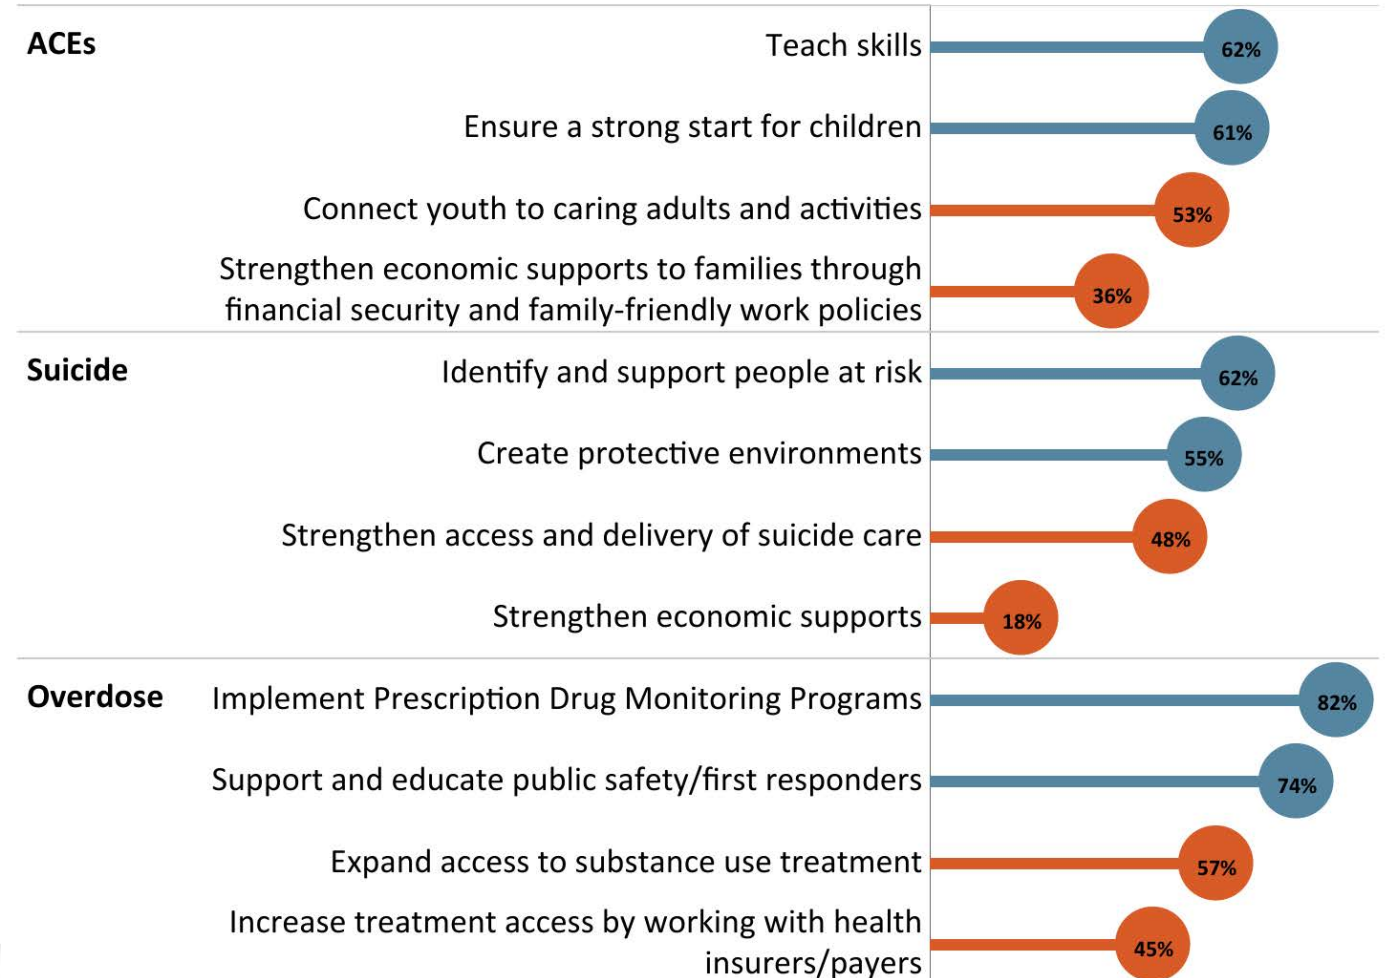 ACEs
Teach skills
62%
Ensure a strong start for children
61%
Connect youth to caring adults and activities
53%
Strengthen economic supports to families through
financial security and family-friendly work policies
36%
Suicide
Identify and support people at risk
62%
Create protective environments
55%
Strengthen access and delivery of suicide care
48%
Strengthen economic supports
18%
Overdose
Implement Prescription Drug Monitoring Programs
82%
Support and educate public safety/first responders
74%
Expand access to substance use treatment
57%
Increase treatment access by working with health
insurers/payers
45%